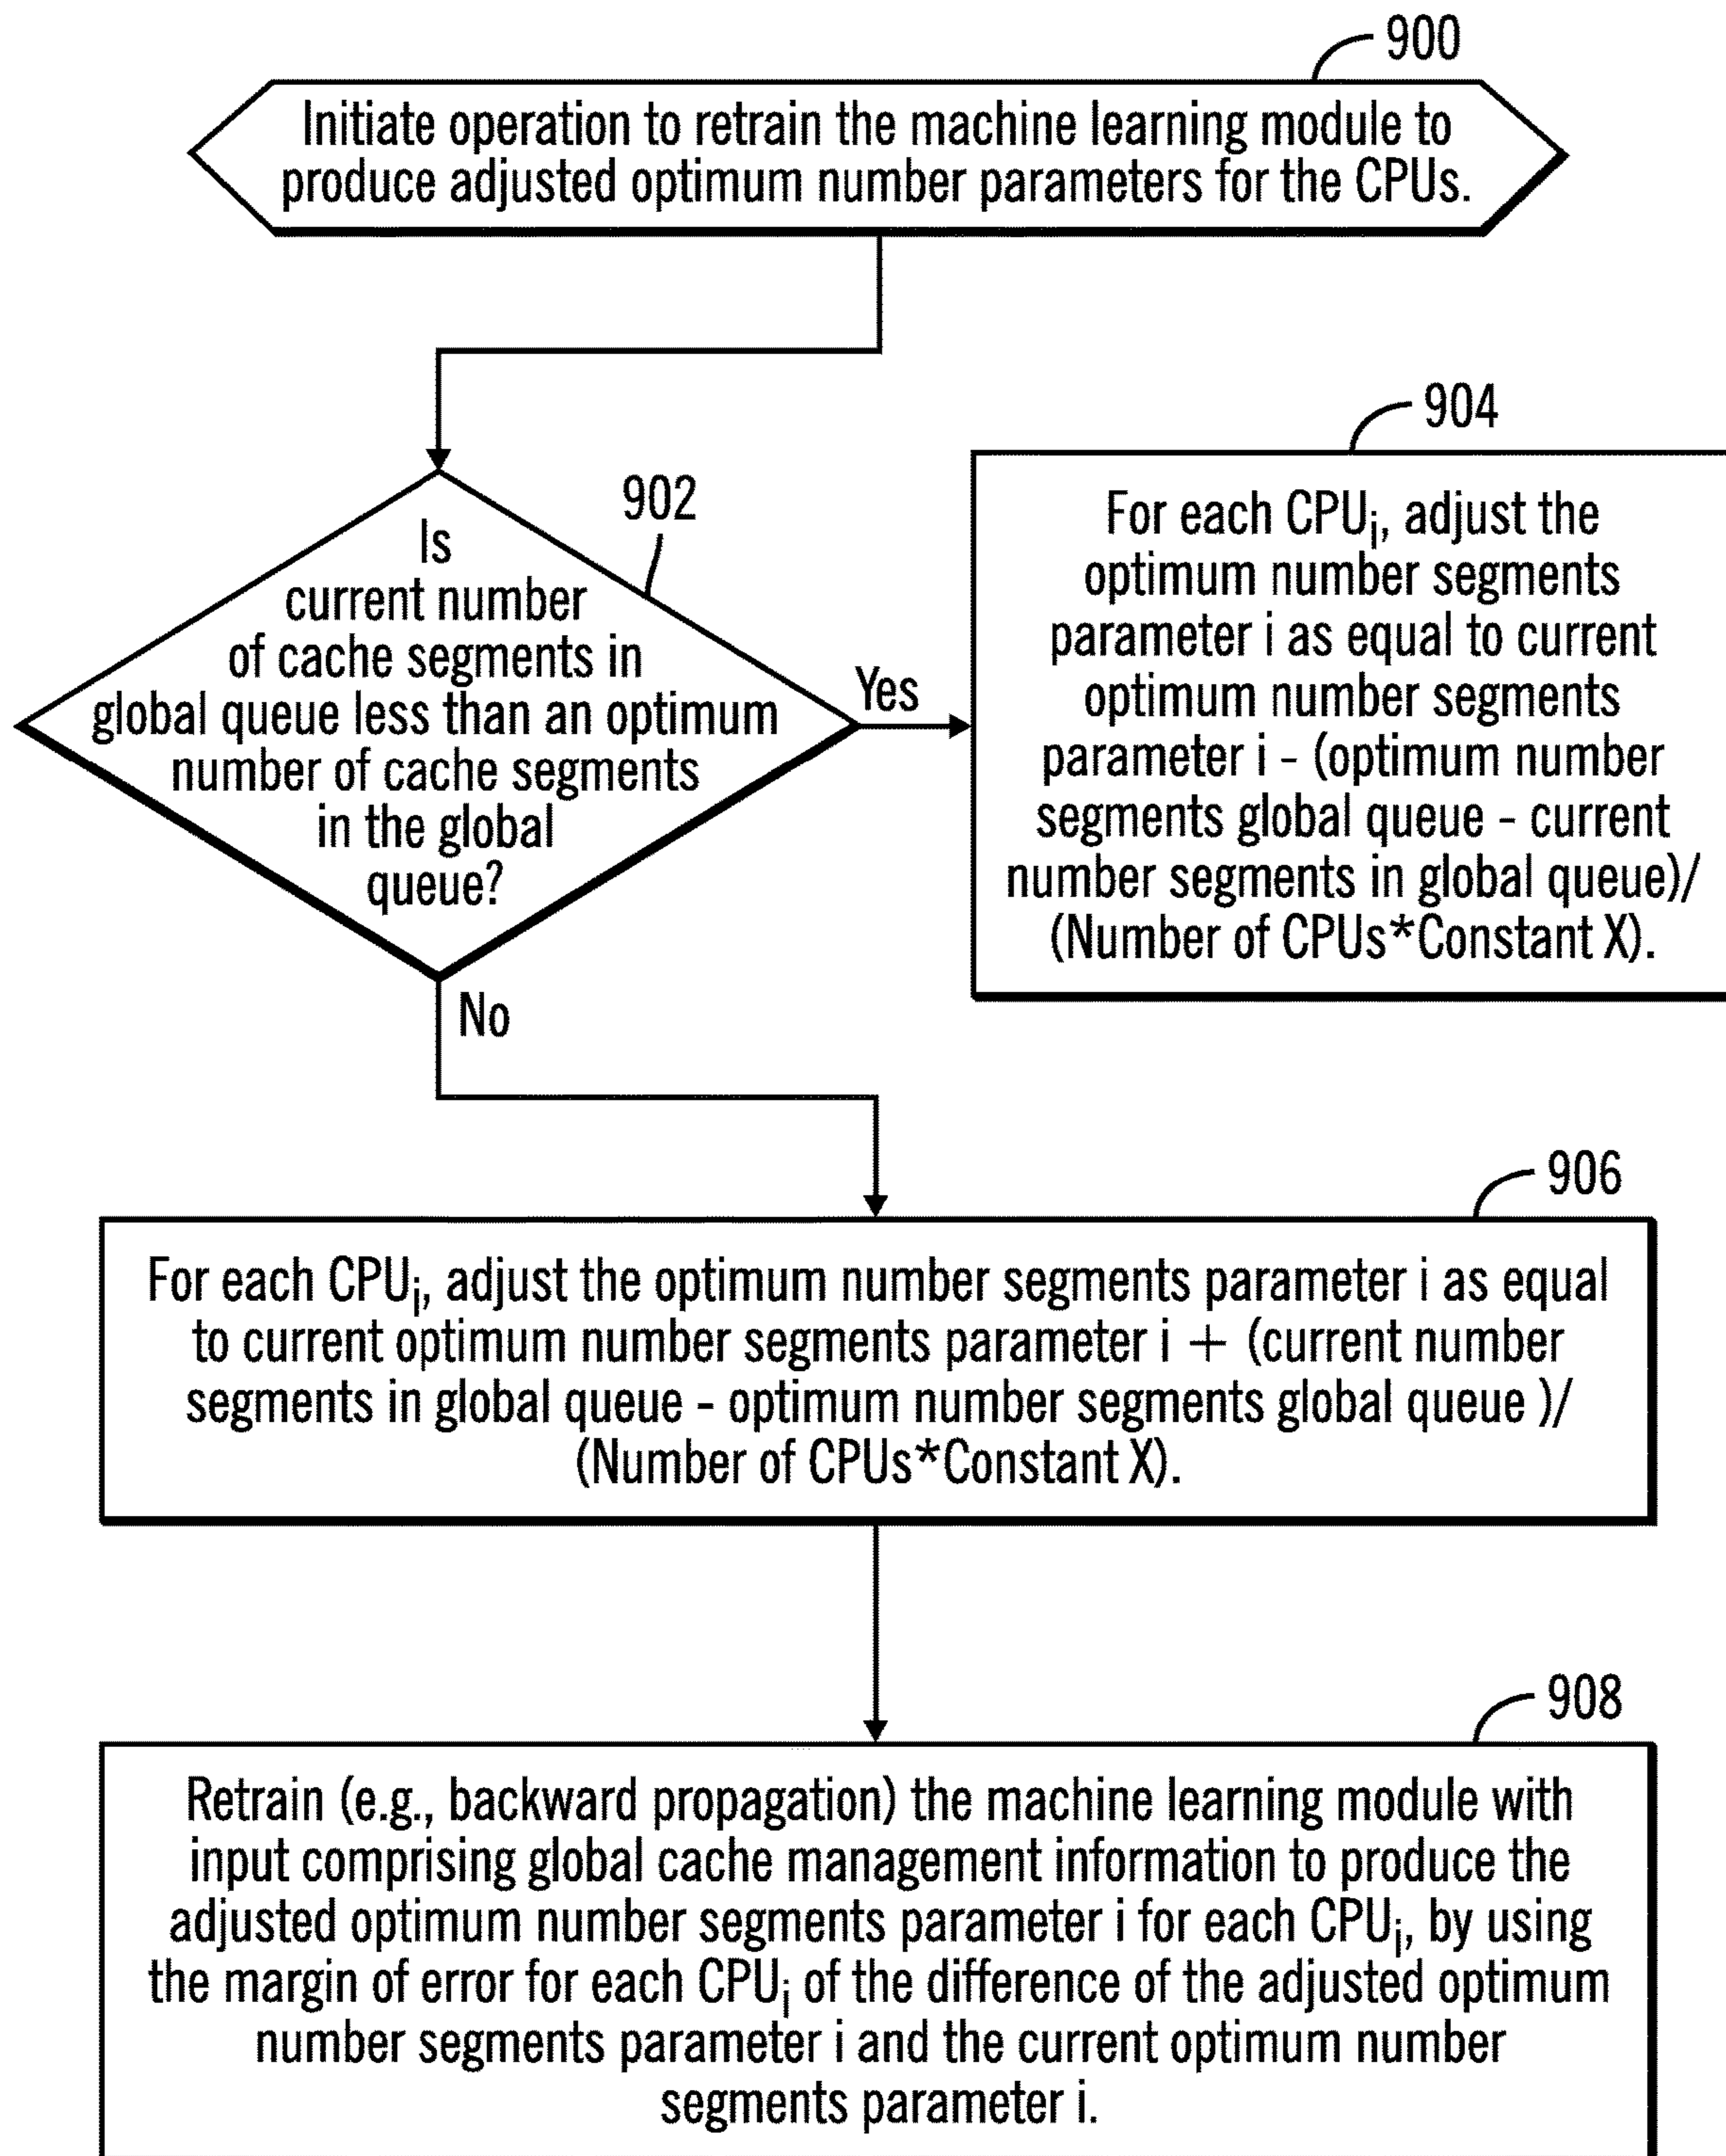 900
Initiate operation to retrain the machine learning module to
produce adjusted optimum number parameters for the CPUs.
902
Is
current number
of cache segments in
global queue less than an optimum
number of cache segments
in the global
queue?
Yes
No
904
For each CPUi, adjust the
optimum number segments
parameter i as equal to current
optimum number segments
parameter i - (optimum number
segments global queue - current
number segments in global queue)/
(Number of CPUs*Constant X).
906
For each CPUi, adjust the optimum number segments parameter i as equal
to current optimum number segments parameter i + (current number
segments in global queue - optimum number segments global queue )/
(Number of CPUs*Constant X).
908
Retrain (e.g., backward propagation) the machine learning module with
input comprising global cache management information to produce the
adjusted optimum number segments parameter i for each CPUi, by using
the margin of error for each CPUi of the difference of the adjusted optimum
number segments parameter i and the current optimum number
segments parameter i.